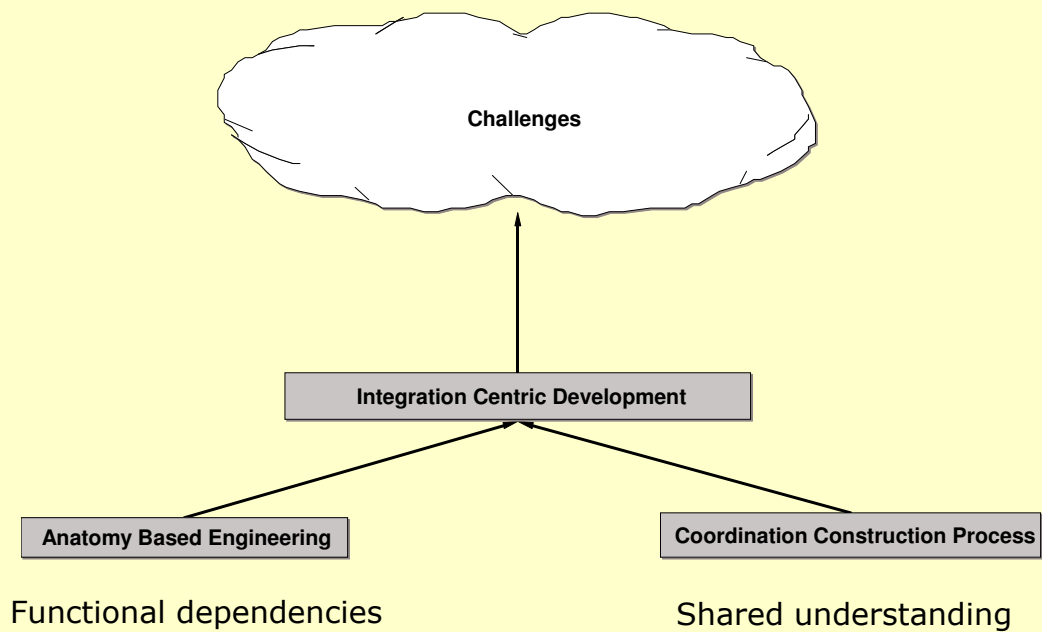 Challenges
Integration Centric Development
Anatomy Based Engineering
Coordination Construction Process
Functional dependencies
Shared understanding